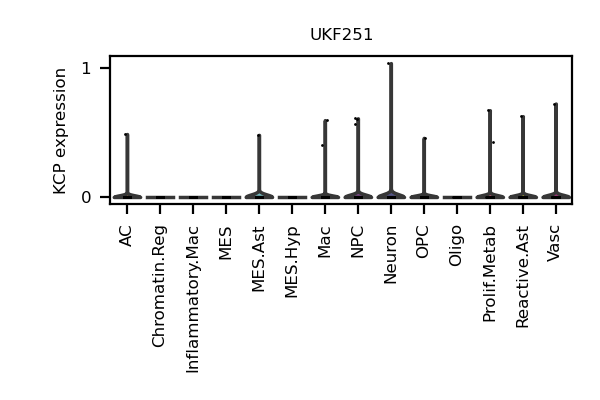 UKF251
KCP expression
1
0
AC
Chromatin.Reg
Inflammatory.Mac
MES
MES.Ast
MES.Hyp
Mac
NPC
Neuron
OPC
Oligo
Prolif.Metab
Reactive.Ast
Vasc